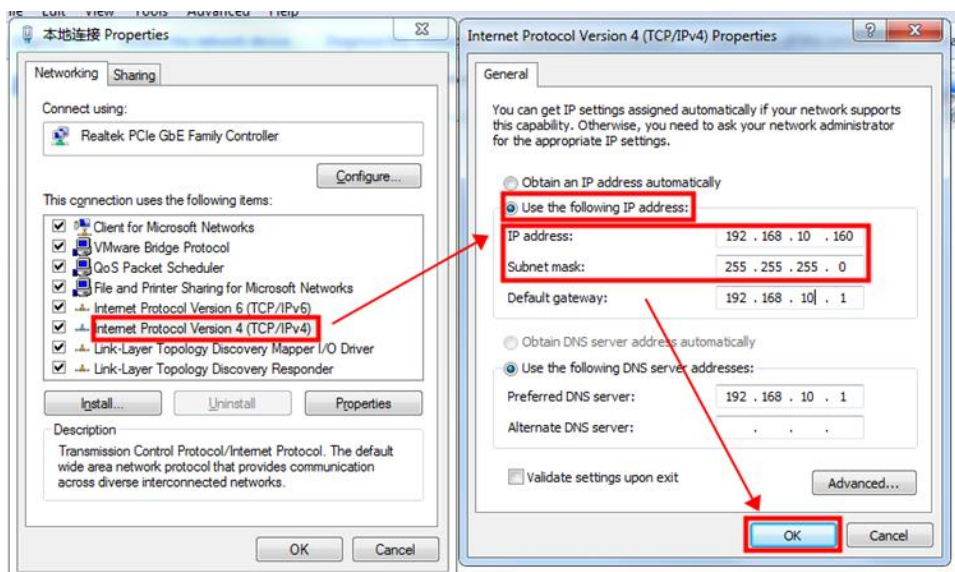 File Edit View Tools Advanced Help
本地连接 Properties
Networking
Sharing
Connect using:
Realtek PCIe GbE Family Controller
Configure...
This connection uses the following items:
Client for Microsoft Networks
VMware Bridge Protocol
QoS Packet Scheduler
File and Printer Sharing for Microsoft Networks
Internet Protocol Version 6 (TCP/IPv6)
Internet Protocol Version 4 (TCP/IPv4)
Link-Layer Topology Discovery Mapper I/O Driver
Link-Layer Topology Discovery Responder
Install...
Uninstall
Properties
Description
Transmission Control Protocol/Internet Protocol. The default
wide area network protocol that provides communication
across diverse interconnected networks.
OK
Cancel
Internet Protocol Version 4 (TCP/IPv4) Properties
General
You can get IP settings assigned automatically if your network supports
this capability. Otherwise, you need to ask your network administrator
for the appropriate IP settings.
Obtain an IP address automatically
Use the following IP address:
IP address: 192 . 168 . 10 . 160
Subnet mask: 255 . 255 . 255 . 0
Default gateway: 192 . 168 . 10 . 1
Obtain DNS server address automatically
Use the following DNS server addresses:
Preferred DNS server: 192 . 168 . 10 . 1
Alternate DNS server: . . .
Validate settings upon exit
Advanced...
OK
Cancel